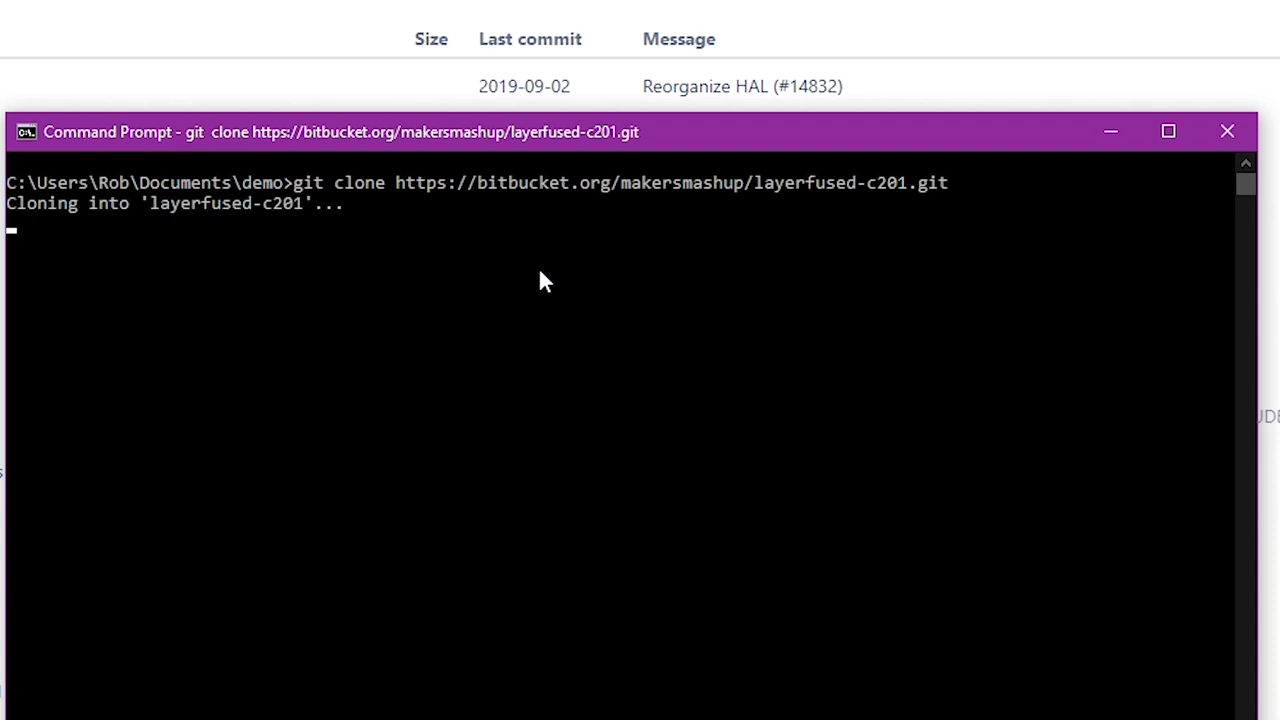 Size Last commit Message
2019-09-02 Reorganize HAL (#14832)
Command Prompt - git  clone https://bitbucket.org/makersmashup/layerfused-c201.git
C:\Users\Rob\Documents\demo>git clone https://bitbucket.org/makersmashup/layerfused-c201.git
Cloning into 'layerfused-c201'...